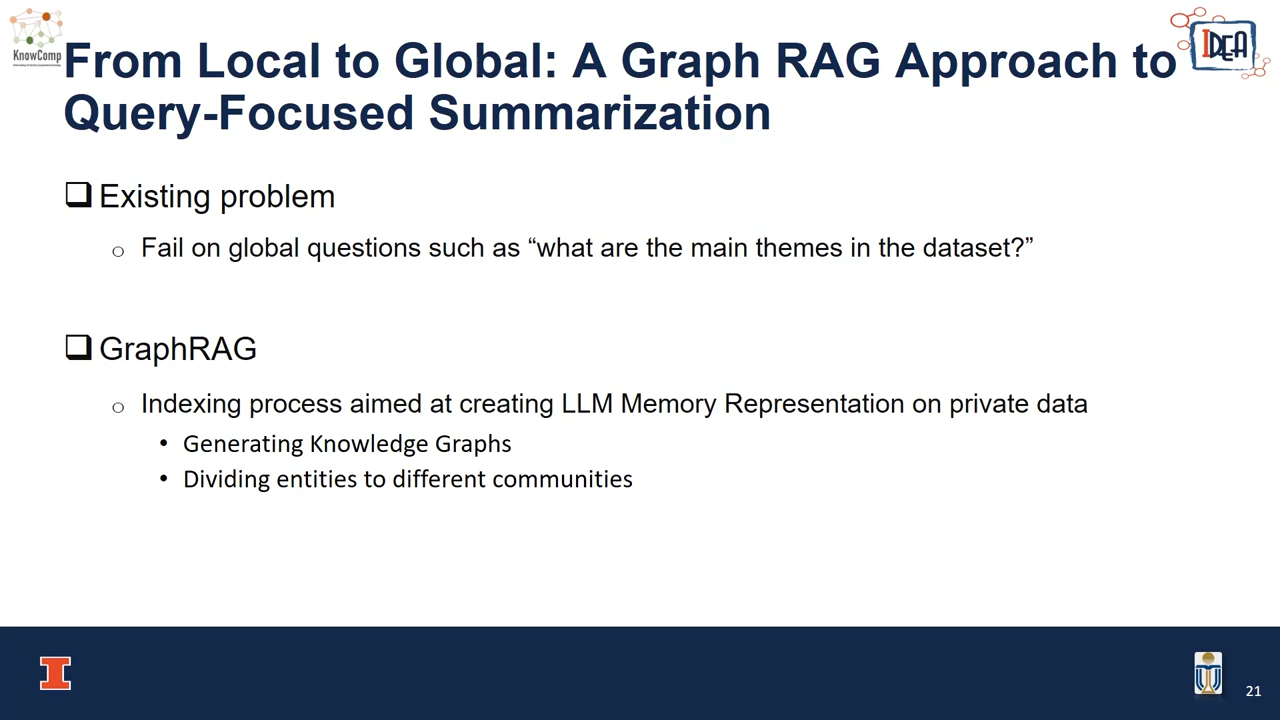 KnowComp
IDEA
From Local to Global: A Graph RAG Approach to
Query-Focused Summarization
❑ Existing problem
o Fail on global questions such as “what are the main themes in the dataset?”
❑ GraphRAG
o Indexing process aimed at creating LLM Memory Representation on private data
• Generating Knowledge Graphs
• Dividing entities to different communities
I
21